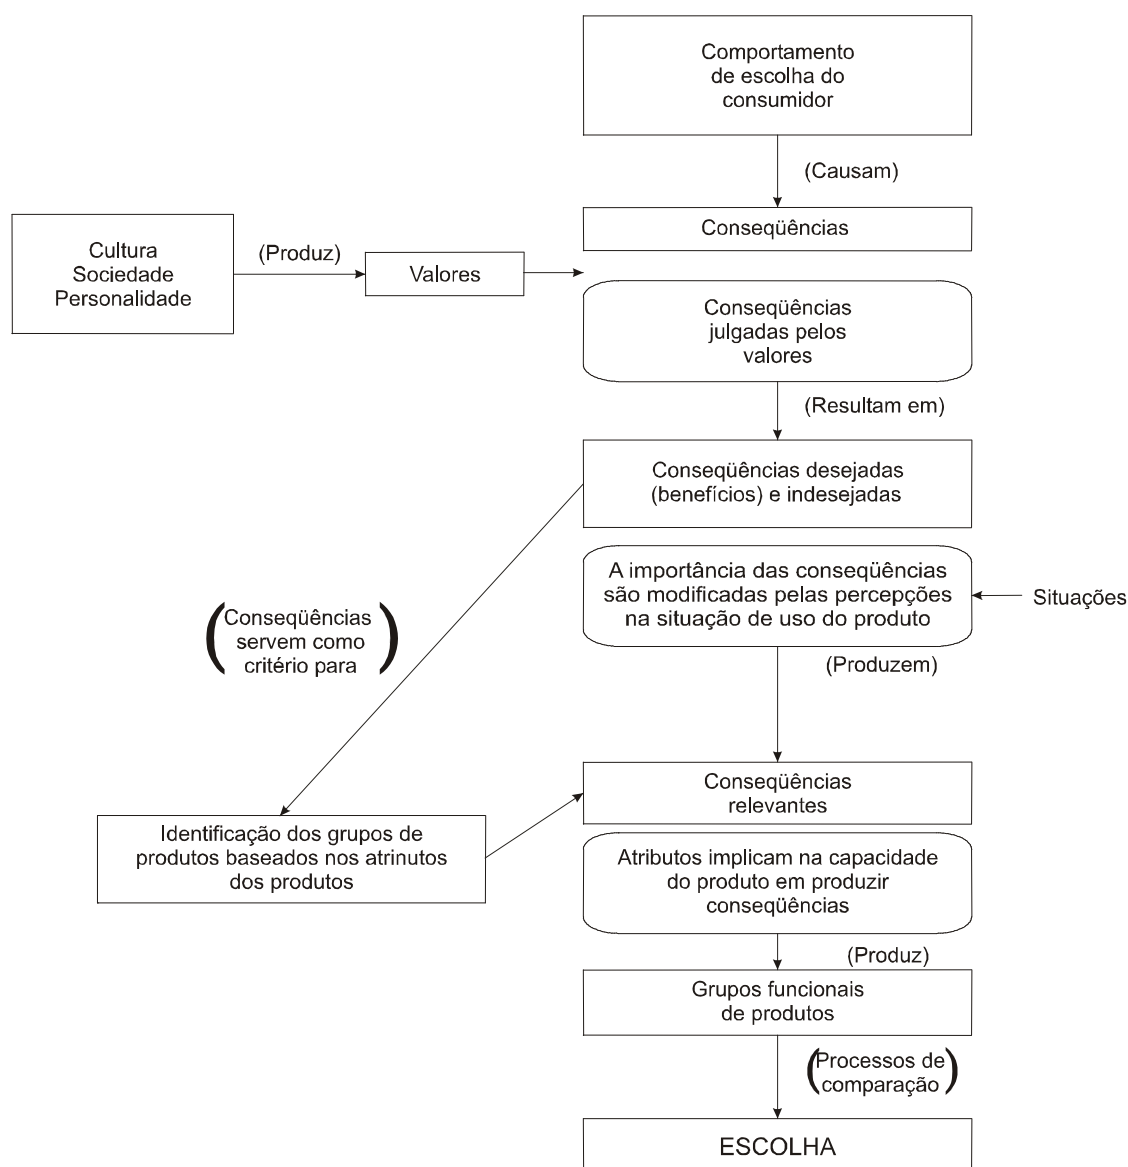 Comportamento
de escolha do
consumidor
(Causam)
Conseqüências
Cultura
Sociedade
Personalidade
(Produz)
Valores
Conseqüências
julgadas pelos
valores
(Resultam em)
Conseqüências desejadas
(benefícios) e indesejadas
A importância das conseqüências
são modificadas pelas percepções
na situação de uso do produto
Situações
(Conseqüências
servem como
critério para)
(Produzem)
Conseqüências
relevantes
Identificação dos grupos de
produtos baseados nos atrinutos
dos produtos
Atributos implicam na capacidade
do produto em produzir
conseqüências
(Produz)
Grupos funcionais
de produtos
(Processos de
comparação)
ESCOLHA